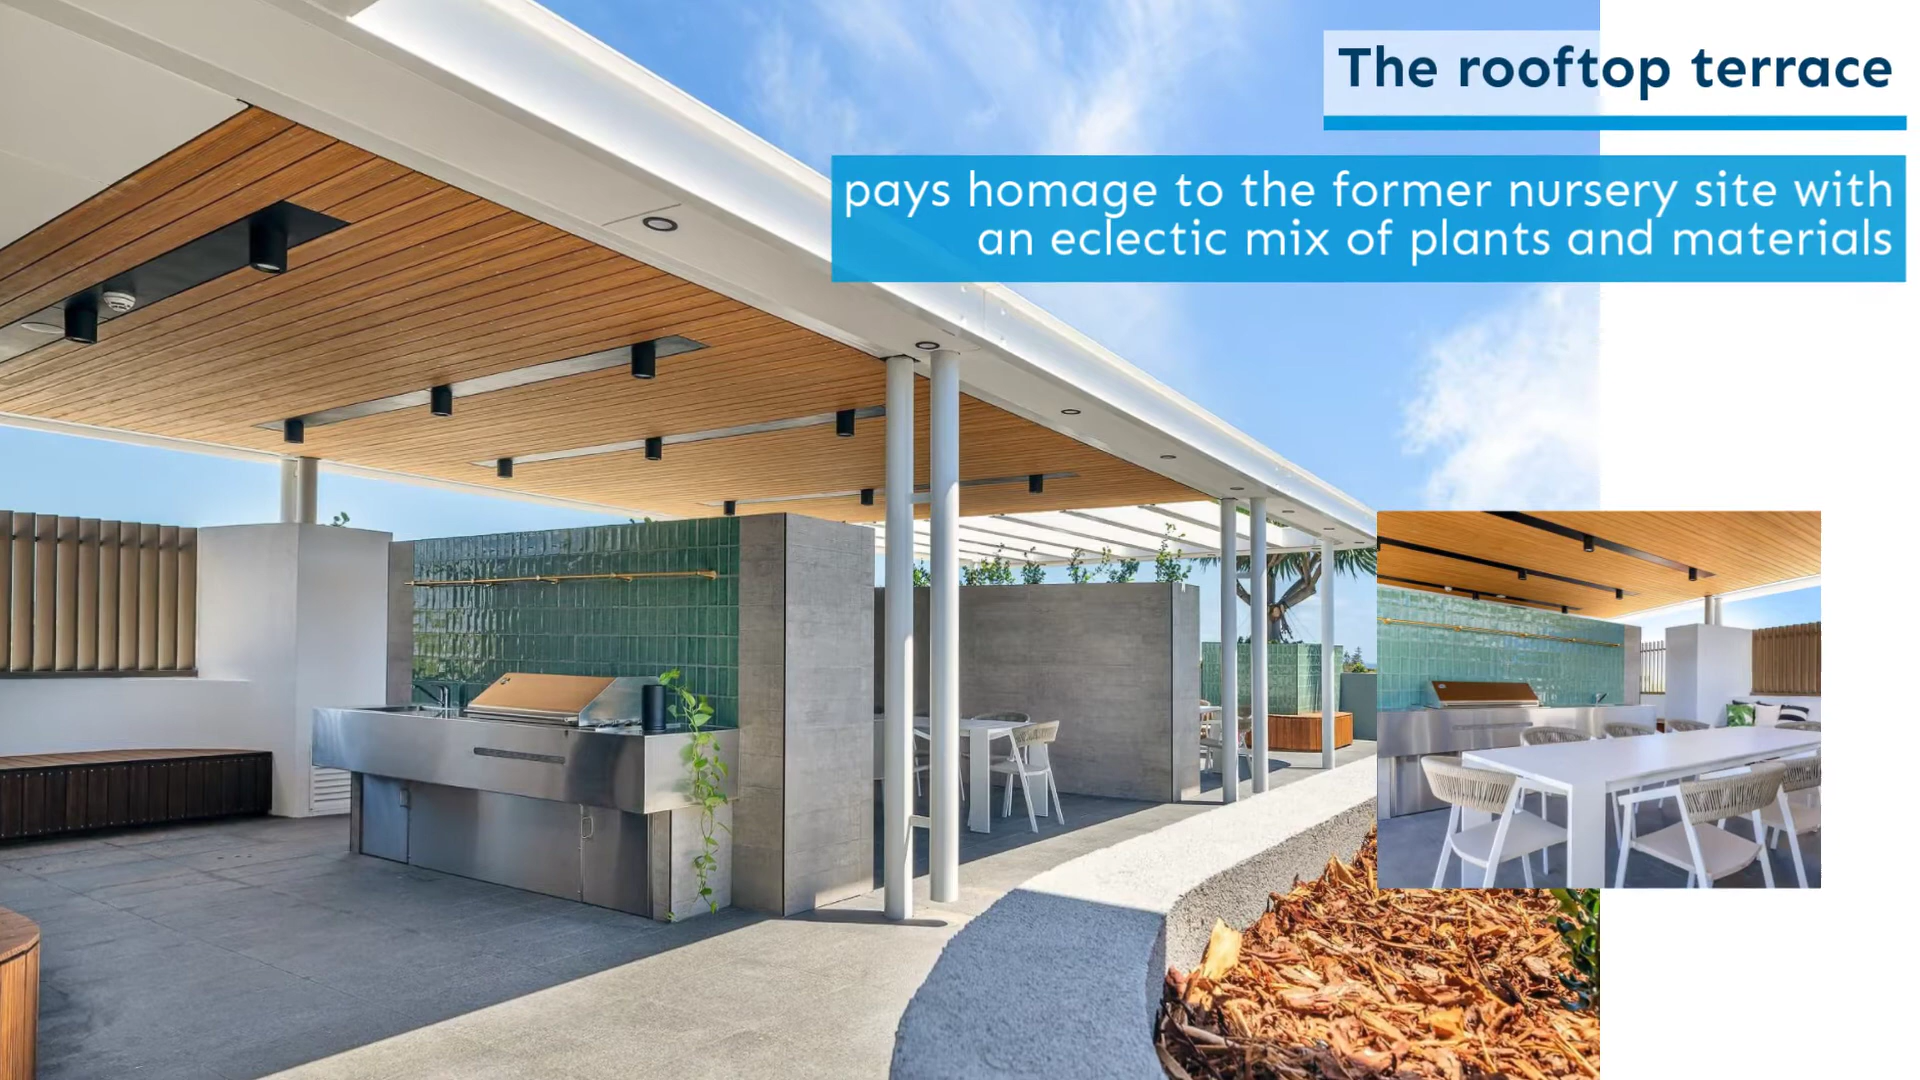 The rooftop terrace
pays homage to the former nursery site with
an eclectic mix of plants and materials